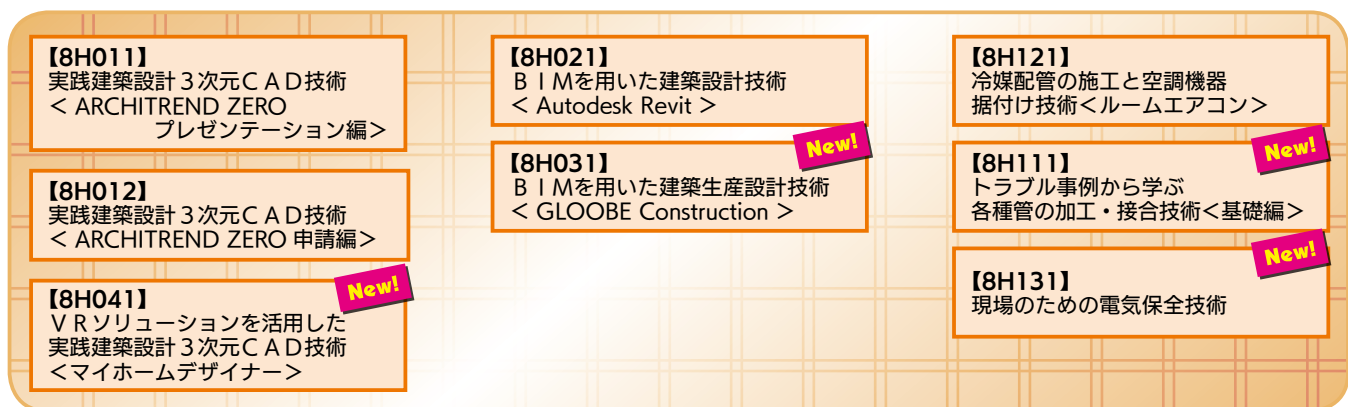 【8H011】
実践建築設計３次元ＣＡＤ技術
＜ ARCHITREND ZERO
プレゼンテーション編＞
【8H012】
実践建築設計３次元ＣＡＤ技術
＜ ARCHITREND ZERO 申請編＞
New!
【8H041】
ＶＲソリューションを活用した
実践建築設計３次元ＣＡＤ技術
＜マイホームデザイナー＞
【8H021】
ＢＩＭを用いた建築設計技術
＜ Autodesk Revit ＞
New!
【8H031】
ＢＩＭを用いた建築生産設計技術
＜ GLOOBE Construction ＞
【8H121】
冷媒配管の施工と空調機器
据付け技術＜ルームエアコン＞
New!
【8H111】
トラブル事例から学ぶ
各種管の加工・接合技術＜基礎編＞
New!
【8H131】
現場のための電気保全技術